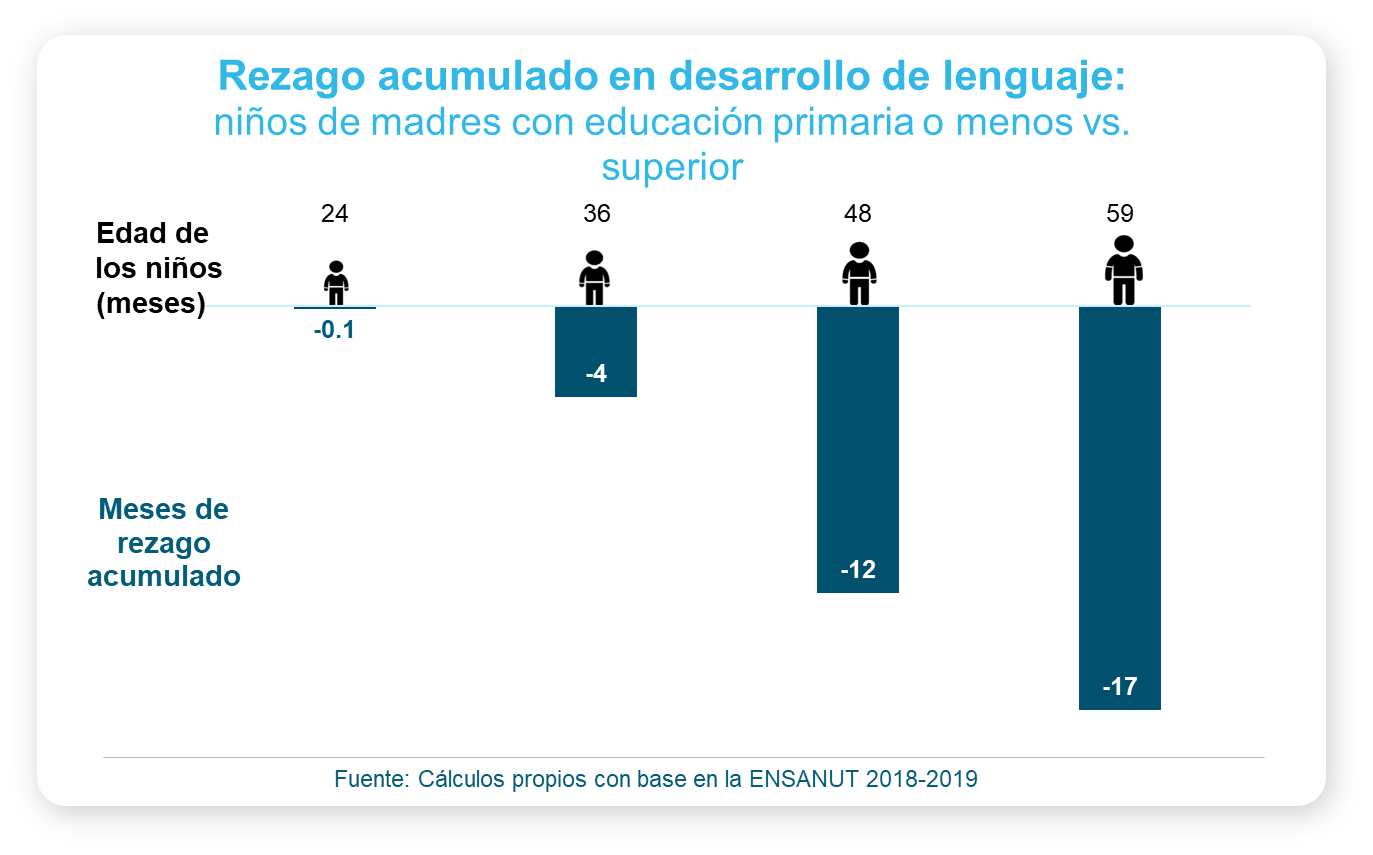 Rezago acumulado en desarrollo de lenguaje:
niños de madres con educación primaria o menos vs.
superior
24
36
48
59
Edad de
los niños
(meses)
-0.1
-4
-12
-17
Meses de
rezago
acumulado
Fuente: Cálculos propios con base en la ENSANUT 2018-2019